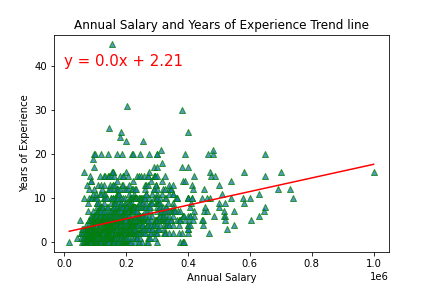 Annual Salary and Years of Experience Trend line
y = 0.0x + 2.21
Years of Experience
40
30
20
10
0
0.0 0.2 0.4 0.6 0.8 1.0
1e6
Annual Salary